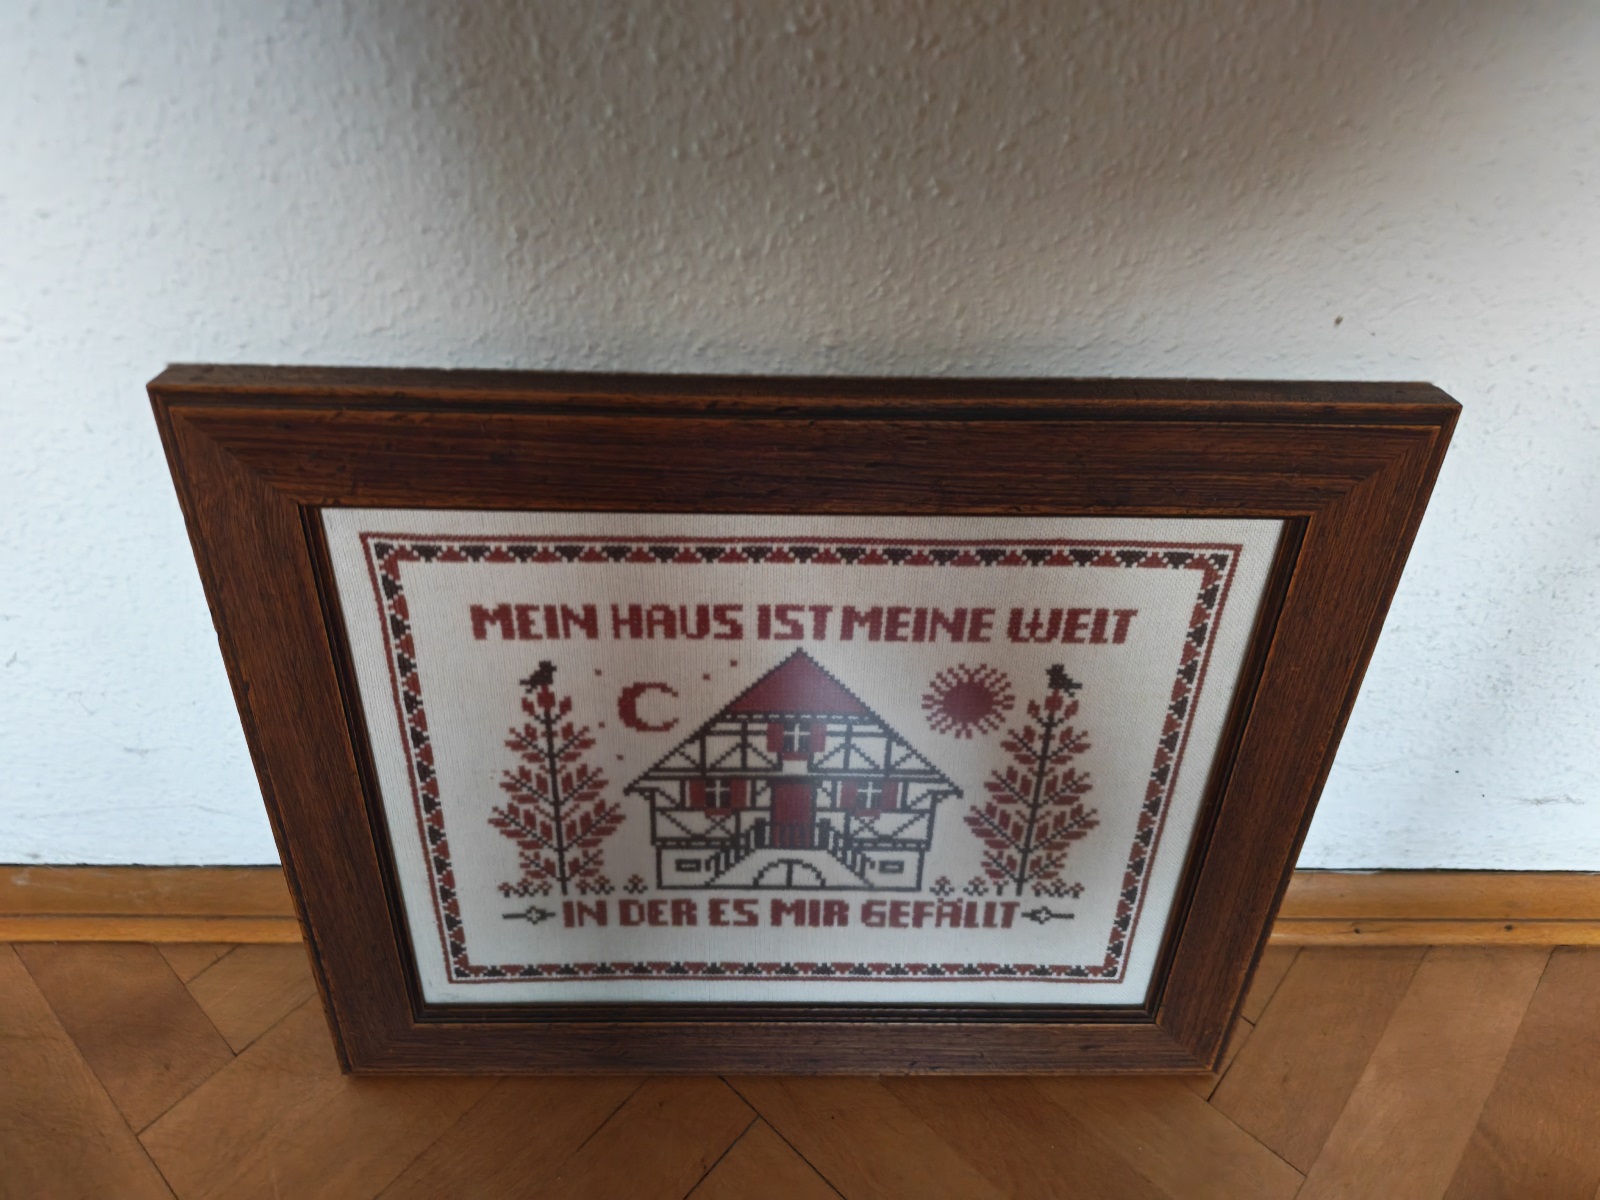 MEIN HAUS IST MEINE WELT
IN DER ES MIR GEFÄLLT